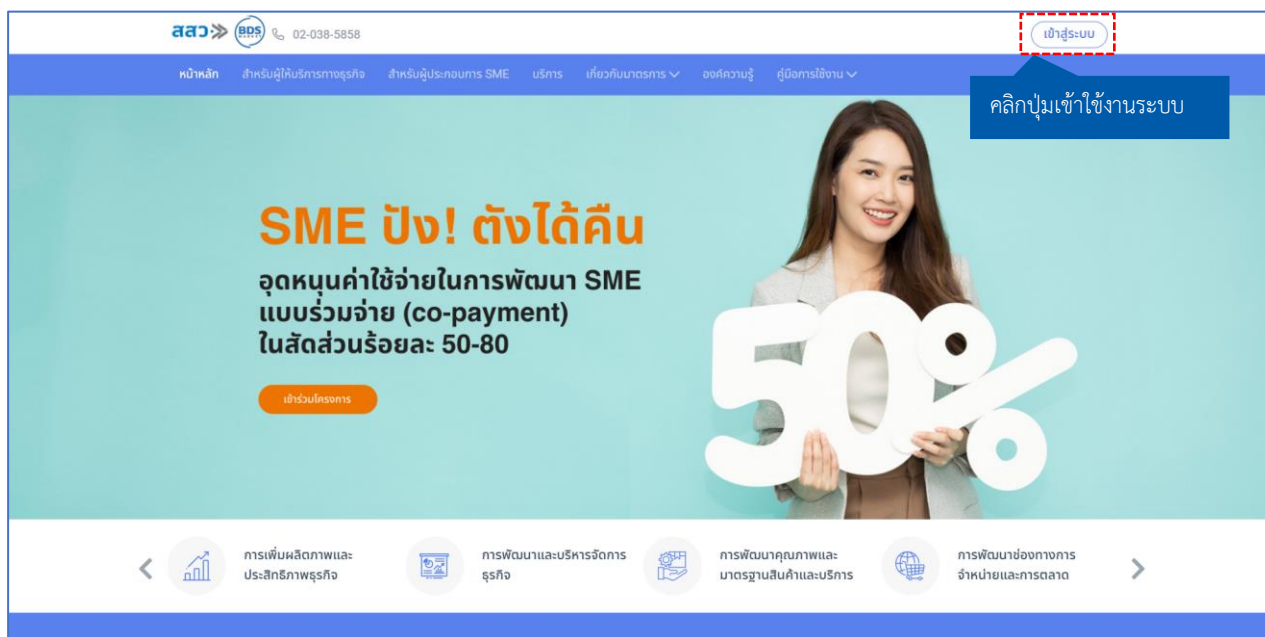 สสว
BDS
MARKET
02-038-5858
เข้าสู่ระบบ
หน้าหลัก สำหรับผู้ให้บริการทางธุรกิจ สำหรับผู้ประกอบการ SME บริการ เกี่ยวกับมาตรการ องค์ความรู้ คู่มือการใช้งาน
คลิกปุ่มเข้าใช้งานระบบ
SME ปัง! ตังได้คืน
อุดหนุนค่าใช้จ่ายในการพัฒนา SME
แบบร่วมจ่าย (co-payment)
ในสัดส่วนร้อยละ 50-80
เข้าร่วมโครงการ
50%
การเพิ่มผลิตภาพและ
ประสิทธิภาพธุรกิจ
การพัฒนาและบริหารจัดการ
ธุรกิจ
การพัฒนาคุณภาพและ
มาตรฐานสินค้าและบริการ
การพัฒนาช่องทางการ
จำหน่ายและการตลาด